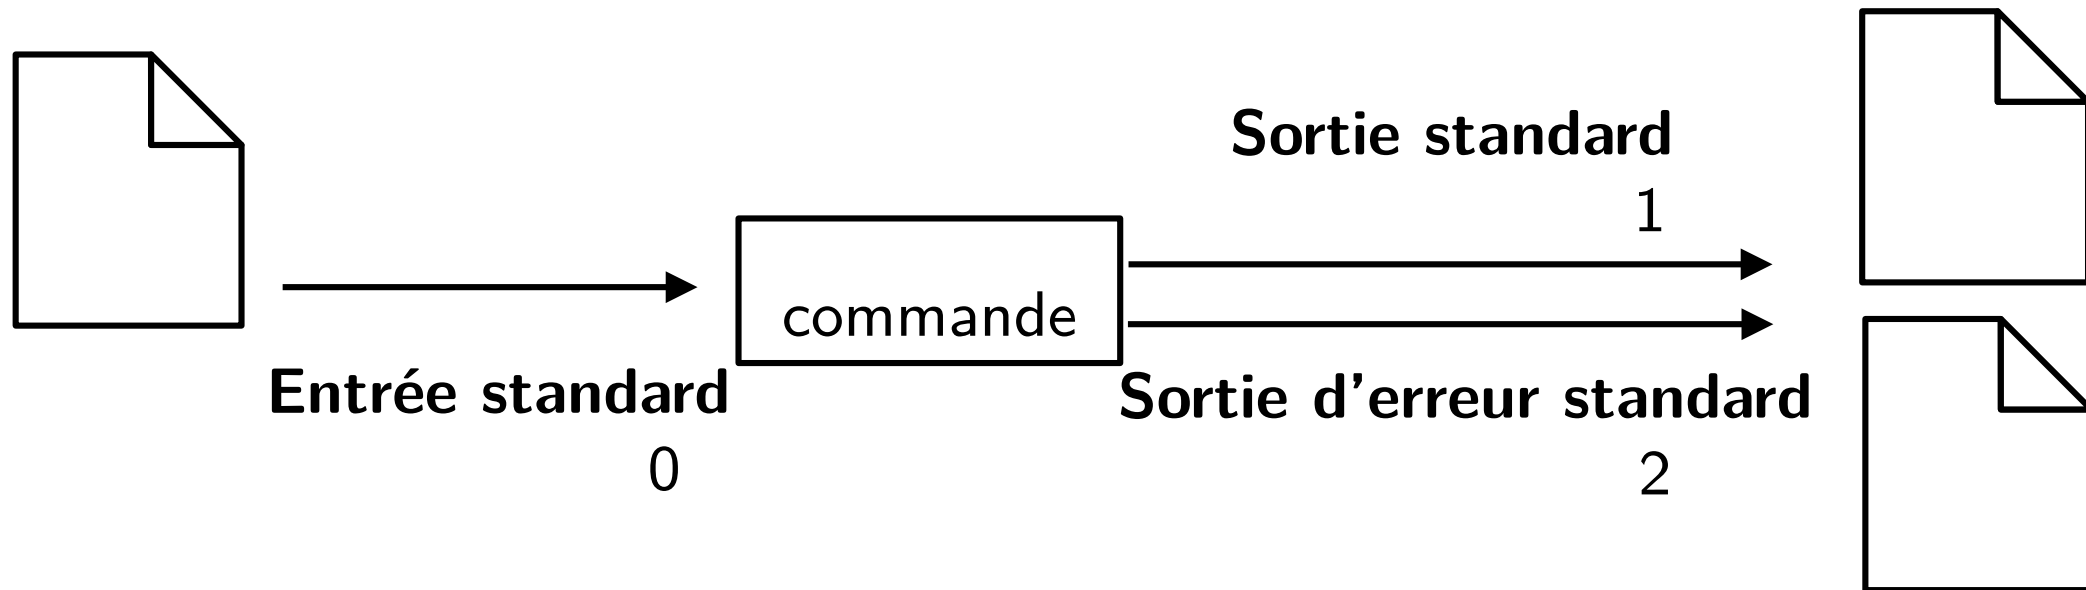 Sortie standard
1
commande
Entrée standard
0
Sortie d'erreur standard
2